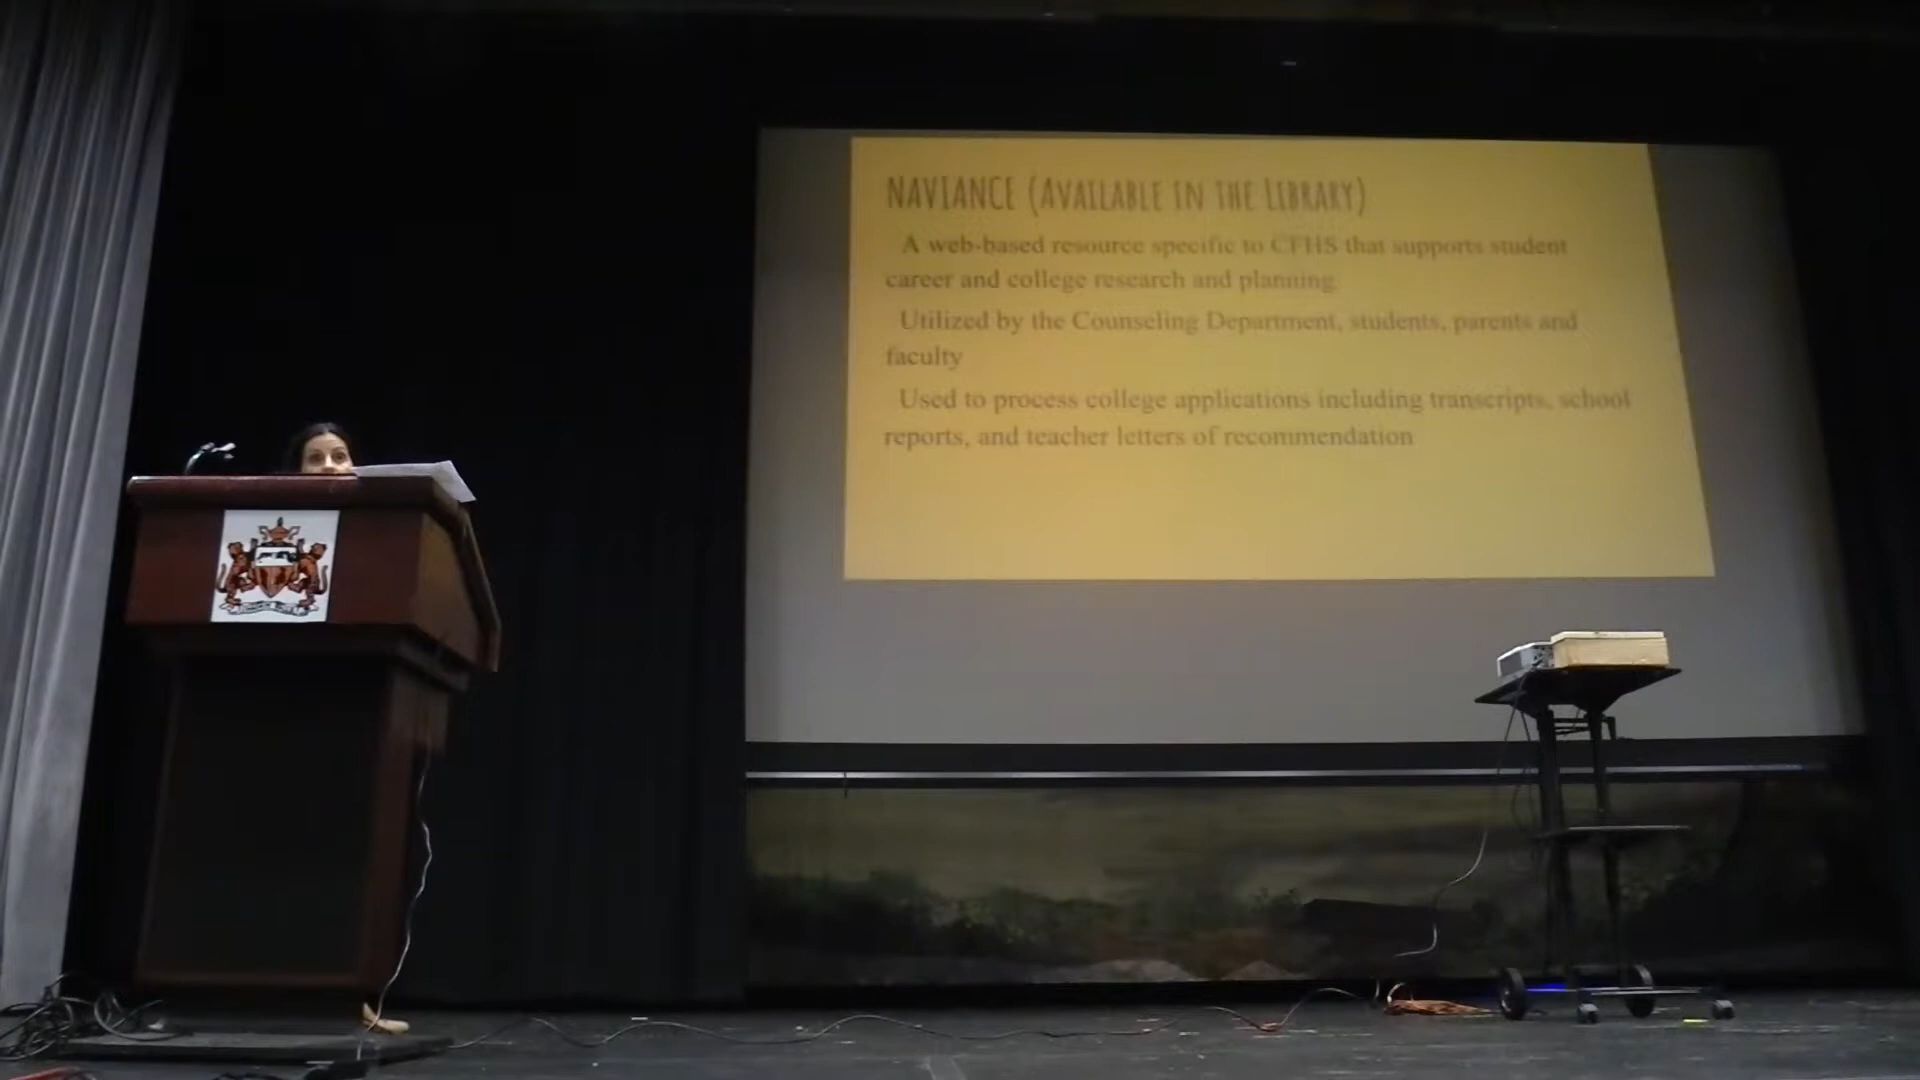 NAVIANCE (AVAILABLE IN THE LIBRARY)
A web-based resource specific to CFHS that supports student
career and college research and planning
Utilized by the Counseling Department, students, parents and
faculty
Used to process college applications including transcripts, school
reports, and teacher letters of recommendation